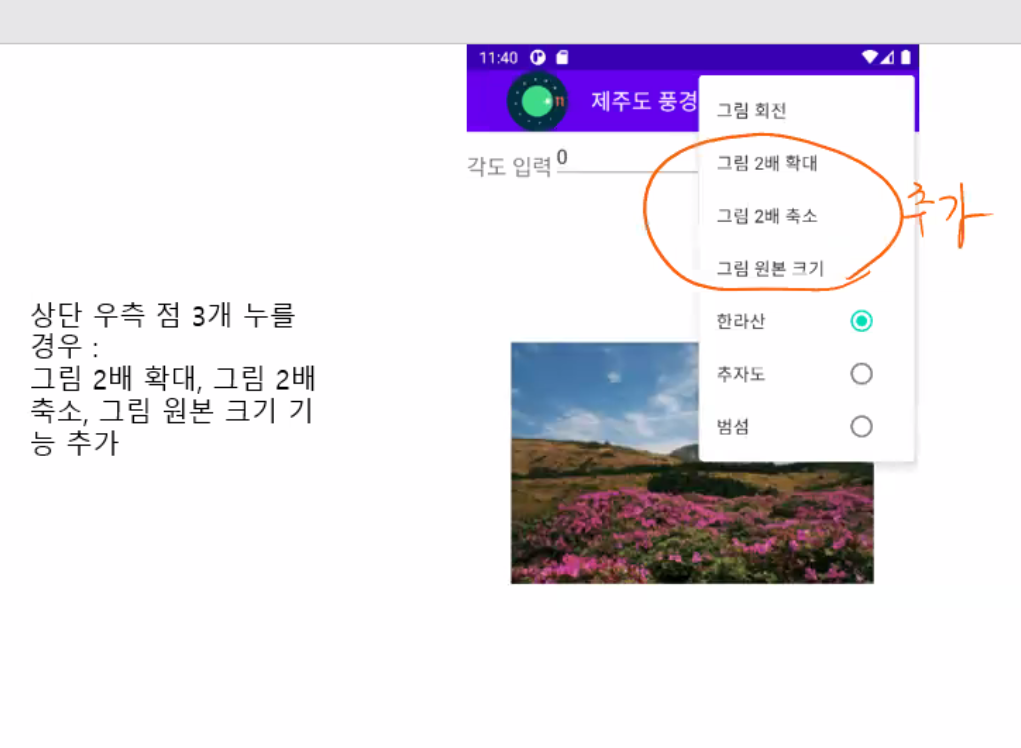 11:40
제주도 풍경
그림 회전
각도 입력 0
그림 2배 확대
그림 2배 축소
추가
그림 원본 크기
상단 우측 점 3개 누를
경우 :
그림 2배 확대, 그림 2배
축소, 그림 원본 크기 기
능 추가
한라산
추자도
범섬